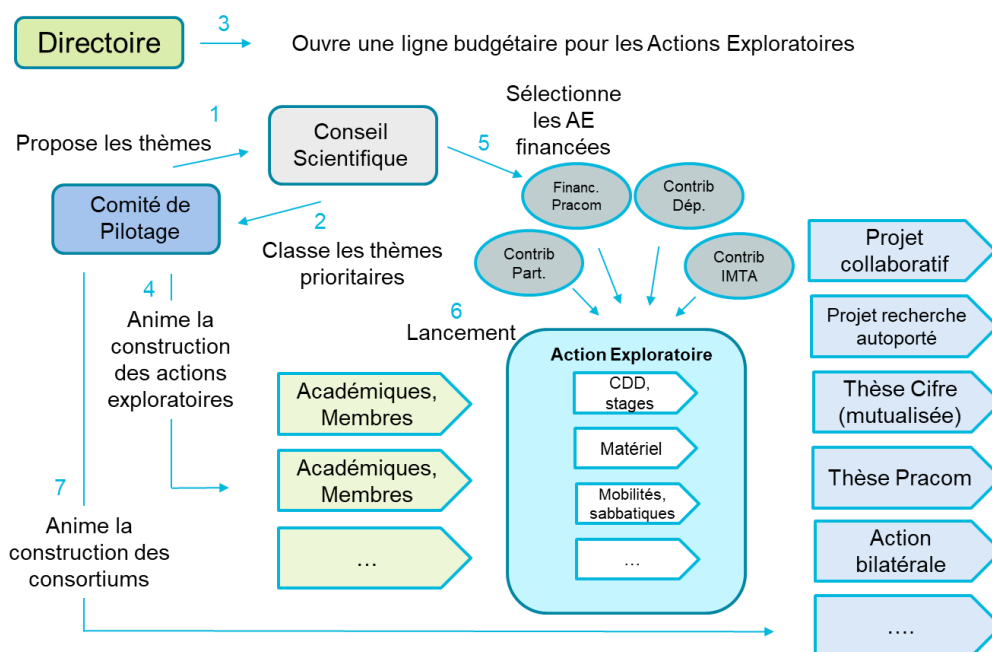 3
Directoire
Ouvre une ligne budgétaire pour les Actions Exploratoires
1
Propose les thèmes
Conseil
Scientifique
5
Sélectionne
les AE
financées
Comité de
Pilotage
2
Classe les thèmes
prioritaires
Financ.
Pracom
Contrib
Dép.
Contrib
Part.
Contrib
IMTA
4
Anime la
construction
des actions
exploratoires
6
Lancement
Action Exploratoire
CDD,
stages
Matériel
Mobilités,
sabbatiques
...
Académiques,
Membres
Académiques,
Membres
...
7
Anime la
construction des
consortiums
Projet
collaboratif
Projet recherche
autoporté
Thèse Cifre
(mutualisée)
Thèse Pracom
Action
bilatérale
....